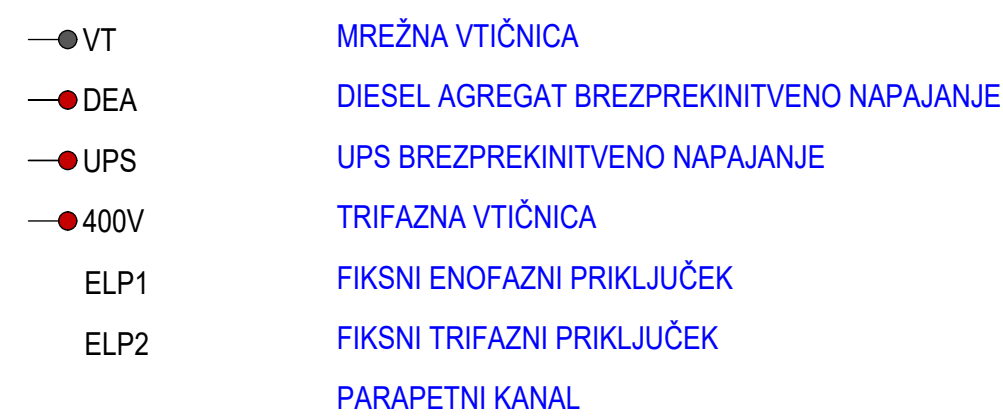 VT MREŽNA VTIČNICA
DEA DIESEL AGREGAT BREZPREKINITVENO NAPAJANJE
UPS UPS BREZPREKINITVENO NAPAJANJE
400V TRIFAZNA VTIČNICA
ELP1 FIKSNI ENOFAZNI PRIKLJUČEK
ELP2 FIKSNI TRIFAZNI PRIKLJUČEK
PARAPETNI KANAL